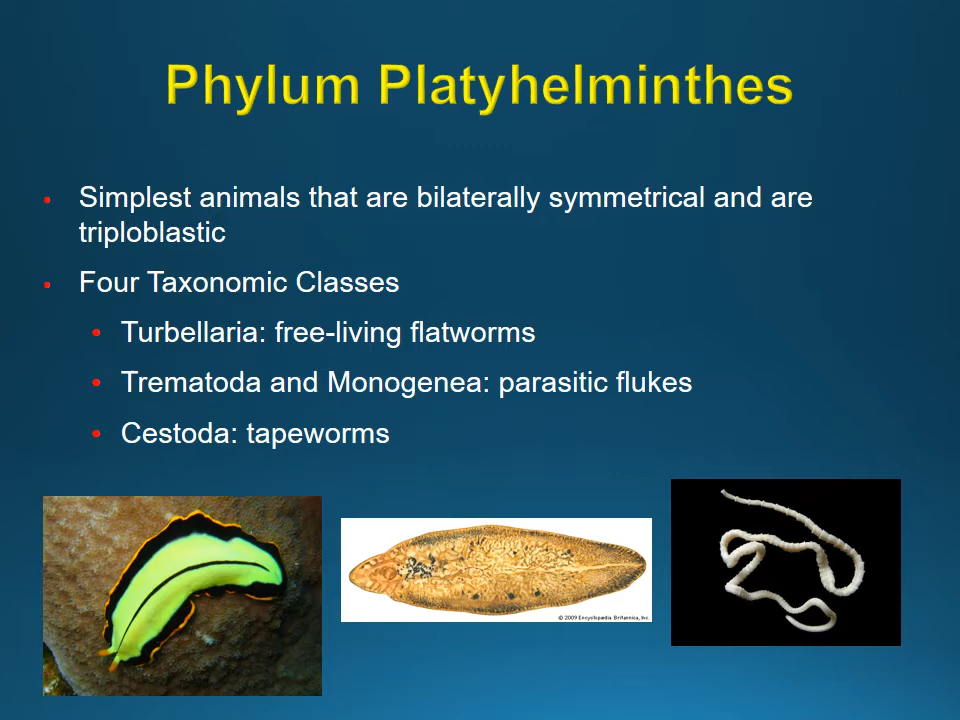 Phylum Platyhelminthes
• Simplest animals that are bilaterally symmetrical and are
triploblastic
• Four Taxonomic Classes
• Turbellaria: free-living flatworms
• Trematoda and Monogenea: parasitic flukes
• Cestoda: tapeworms
© 2009 Encyclopædia Britannica, Inc.